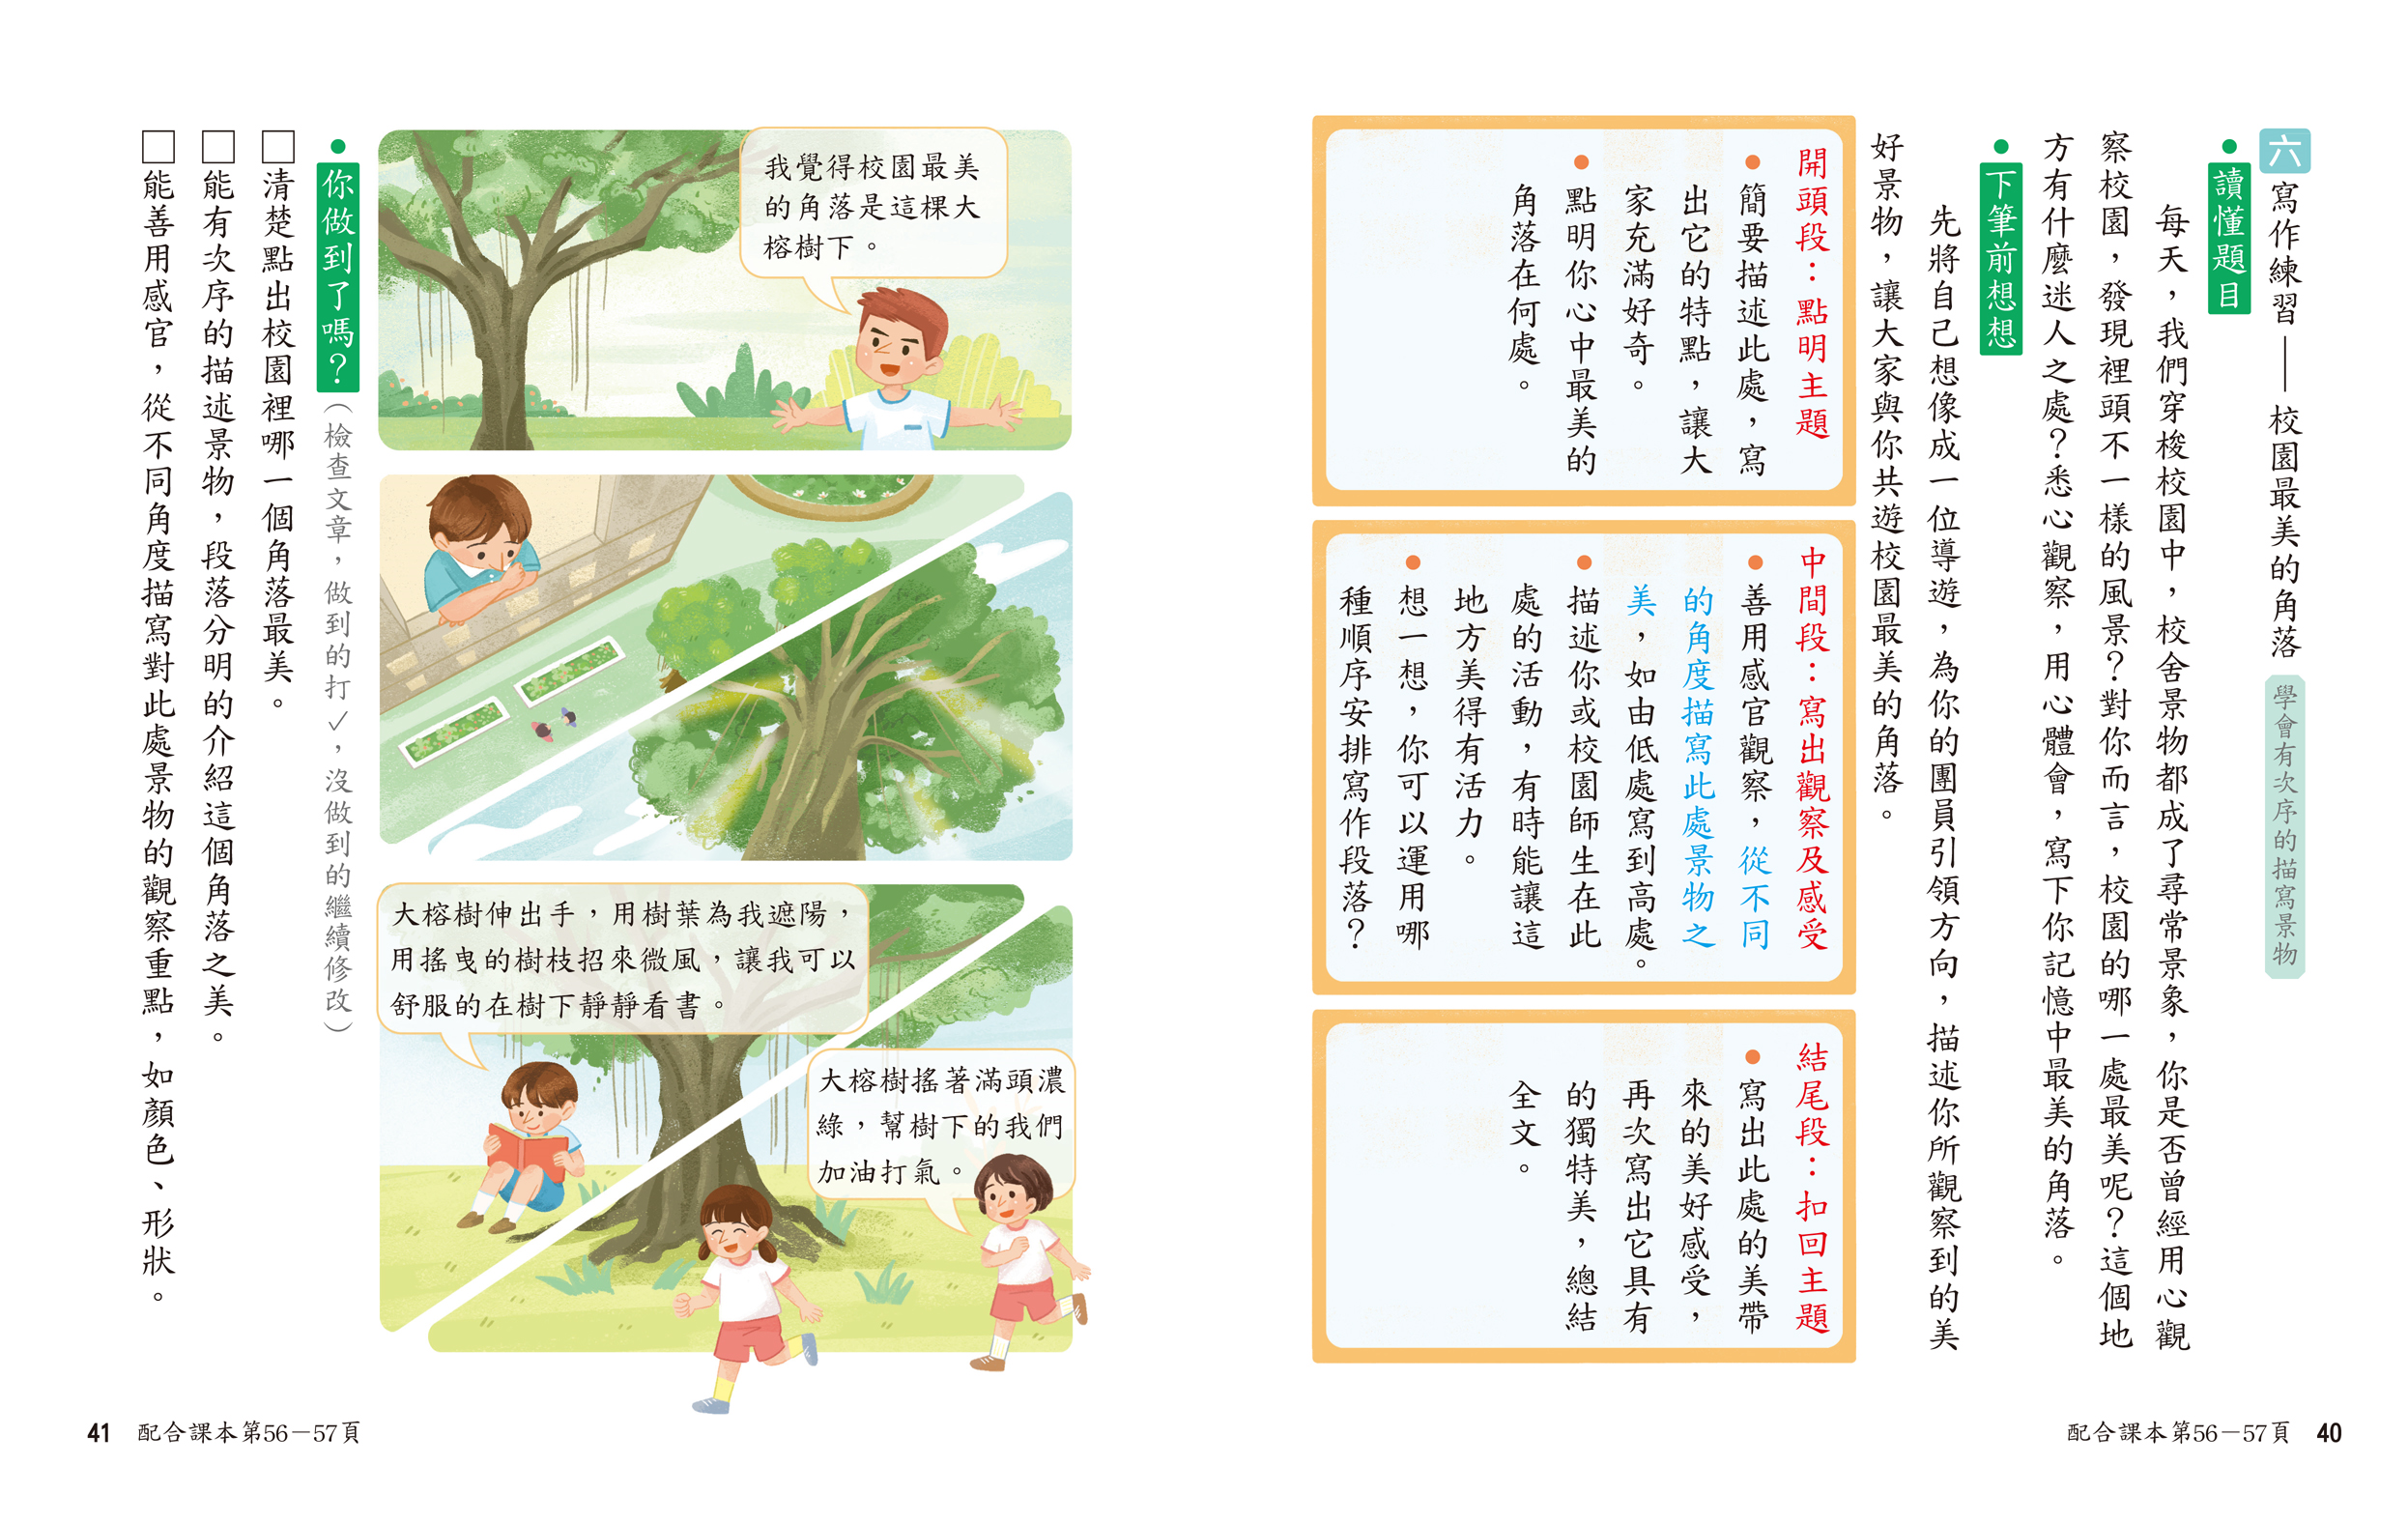 六 寫作練習——校園最美的角落 學會有次序的描寫景物
•讀懂題目
每天，我們穿梭校園中，校舍景物都成了尋常景象，你是否曾經用心觀
察校園，發現裡頭不一樣的風景？對你而言，校園的哪一處最美呢？這個地
方有什麼迷人之處？悉心觀察，用心體會，寫下你記憶中最美的角落。
•下筆前想想
先將自己想像成一位導遊，為你的團員引領方向，描述你所觀察到的美
好景物，讓大家與你共遊校園最美的角落。
開頭段：點明主題
•簡要描述此處，寫
出它的特點，讓大
家充滿好奇。
•點明你心中最美的
角落在何處。
中間段：寫出觀察及感受
•善用感官觀察，從不同
的角度描寫此處景物之
美，如由低處寫到高處。
•描述你或校園師生在此
處的活動，有時能讓這
地方美得有活力。
•想一想，你可以運用哪
種順序安排寫作段落？
結尾段：扣回主題
•寫出此處的美帶
來的美好感受，
再次寫出它具有
的獨特美，總結
全文。
配合課本第56－57頁 40
我覺得校園最美
的角落是這棵大
榕樹下。
大榕樹伸出手，用樹葉為我遮陽，
用搖曳的樹枝招來微風，讓我可以
舒服的在樹下靜靜看書。
大榕樹搖著滿頭濃
綠，幫樹下的我們
加油打氣。
•你做到了嗎？（檢查文章，做到的打✓，沒做到的繼續修改）
□清楚點出校園裡哪一個角落最美。
□能有次序的描述景物，段落分明的介紹這個角落之美。
□能善用感官，從不同角度描寫對此處景物的觀察重點，如顏色、形狀。
41 配合課本第56－57頁